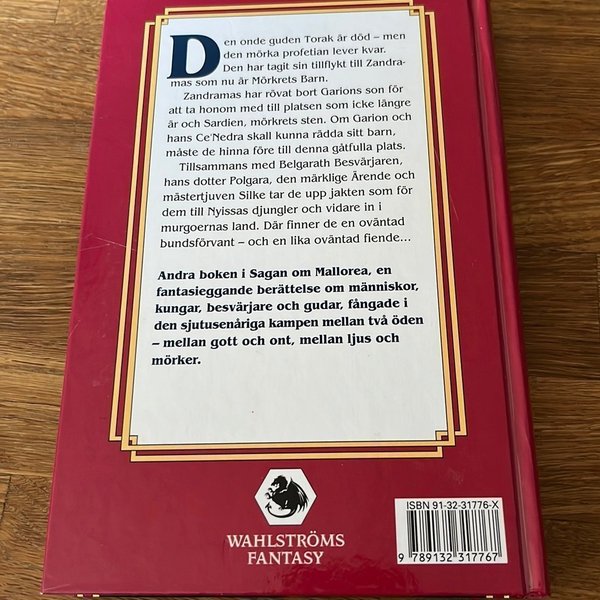 Den onde guden Torak är död – men
den mörka profetian lever kvar.
Den har tagit sin tillflykt till Zandra-
mas som nu är Mörkrets Barn.
Zandramas har rövat bort Garions son för
att ta honom med till platsen som icke längre
är och Sardien, mörkrets sten. Om Garion och
hans Ce'Nedra skall kunna rädda sitt barn,
måste de hinna före till denna gåtfulla plats.
Tillsammans med Belgarath Besvärjaren,
hans dotter Polgara, den märklige Ärende och
mästertjuven Silke tar de upp jakten som för
dem till Nyissas djungler och vidare in i
murgoernas land. Där finner de en oväntad
bundsförvant – och en lika oväntad fiende...
Andra boken i Sagan om Mallorea, en
fantasieggande berättelse om människor,
kungar, besvärjare och gudar, fångade i
den sjutusenåriga kampen mellan två öden
– mellan gott och ont, mellan ljus och
mörker.
WAHLSTRÖMS
FANTASY
ISBN 91-32-31776-X
9 789132 317767